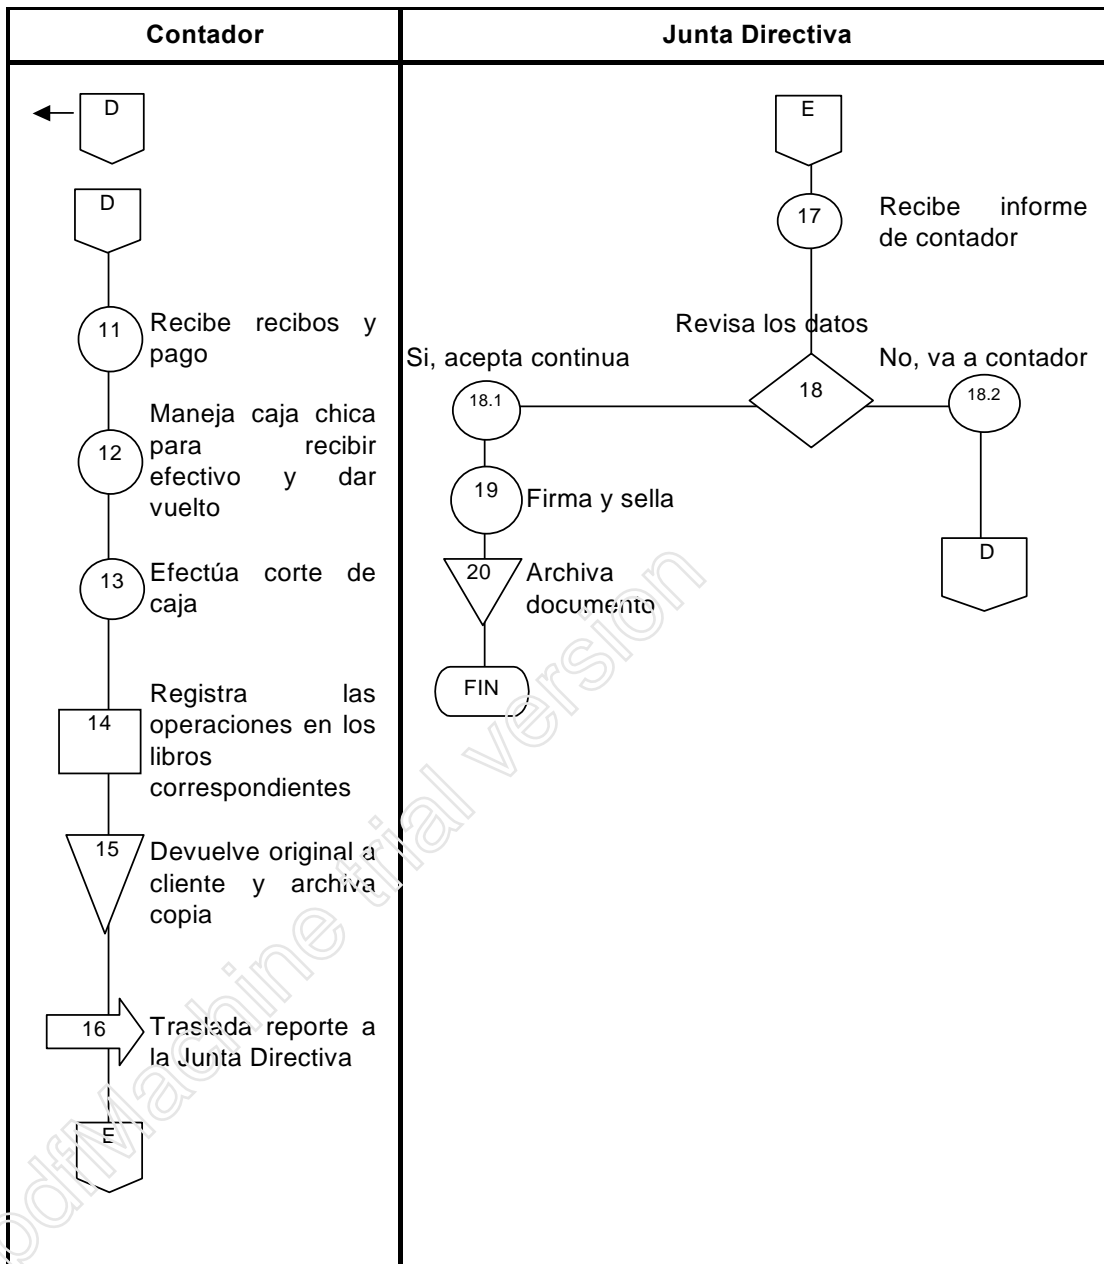 Contador
Junta Directiva
D
D
11
Recibe recibos y
pago
12
Maneja caja chica
para recibir
efectivo y dar
vuelto
13
Efectúa corte de
caja
14
Registra las
operaciones en los
libros
correspondientes
15
Devuelve original a
cliente y archiva
copia
16
Traslada reporte a
la Junta Directiva
E
E
17
Recibe informe
de contador
Revisa los datos
18
Si, acepta continua
18.1
No, va a contador
18.2
19
Firma y sella
20
Archiva
documento
FIN
D
pdfMachine trial version